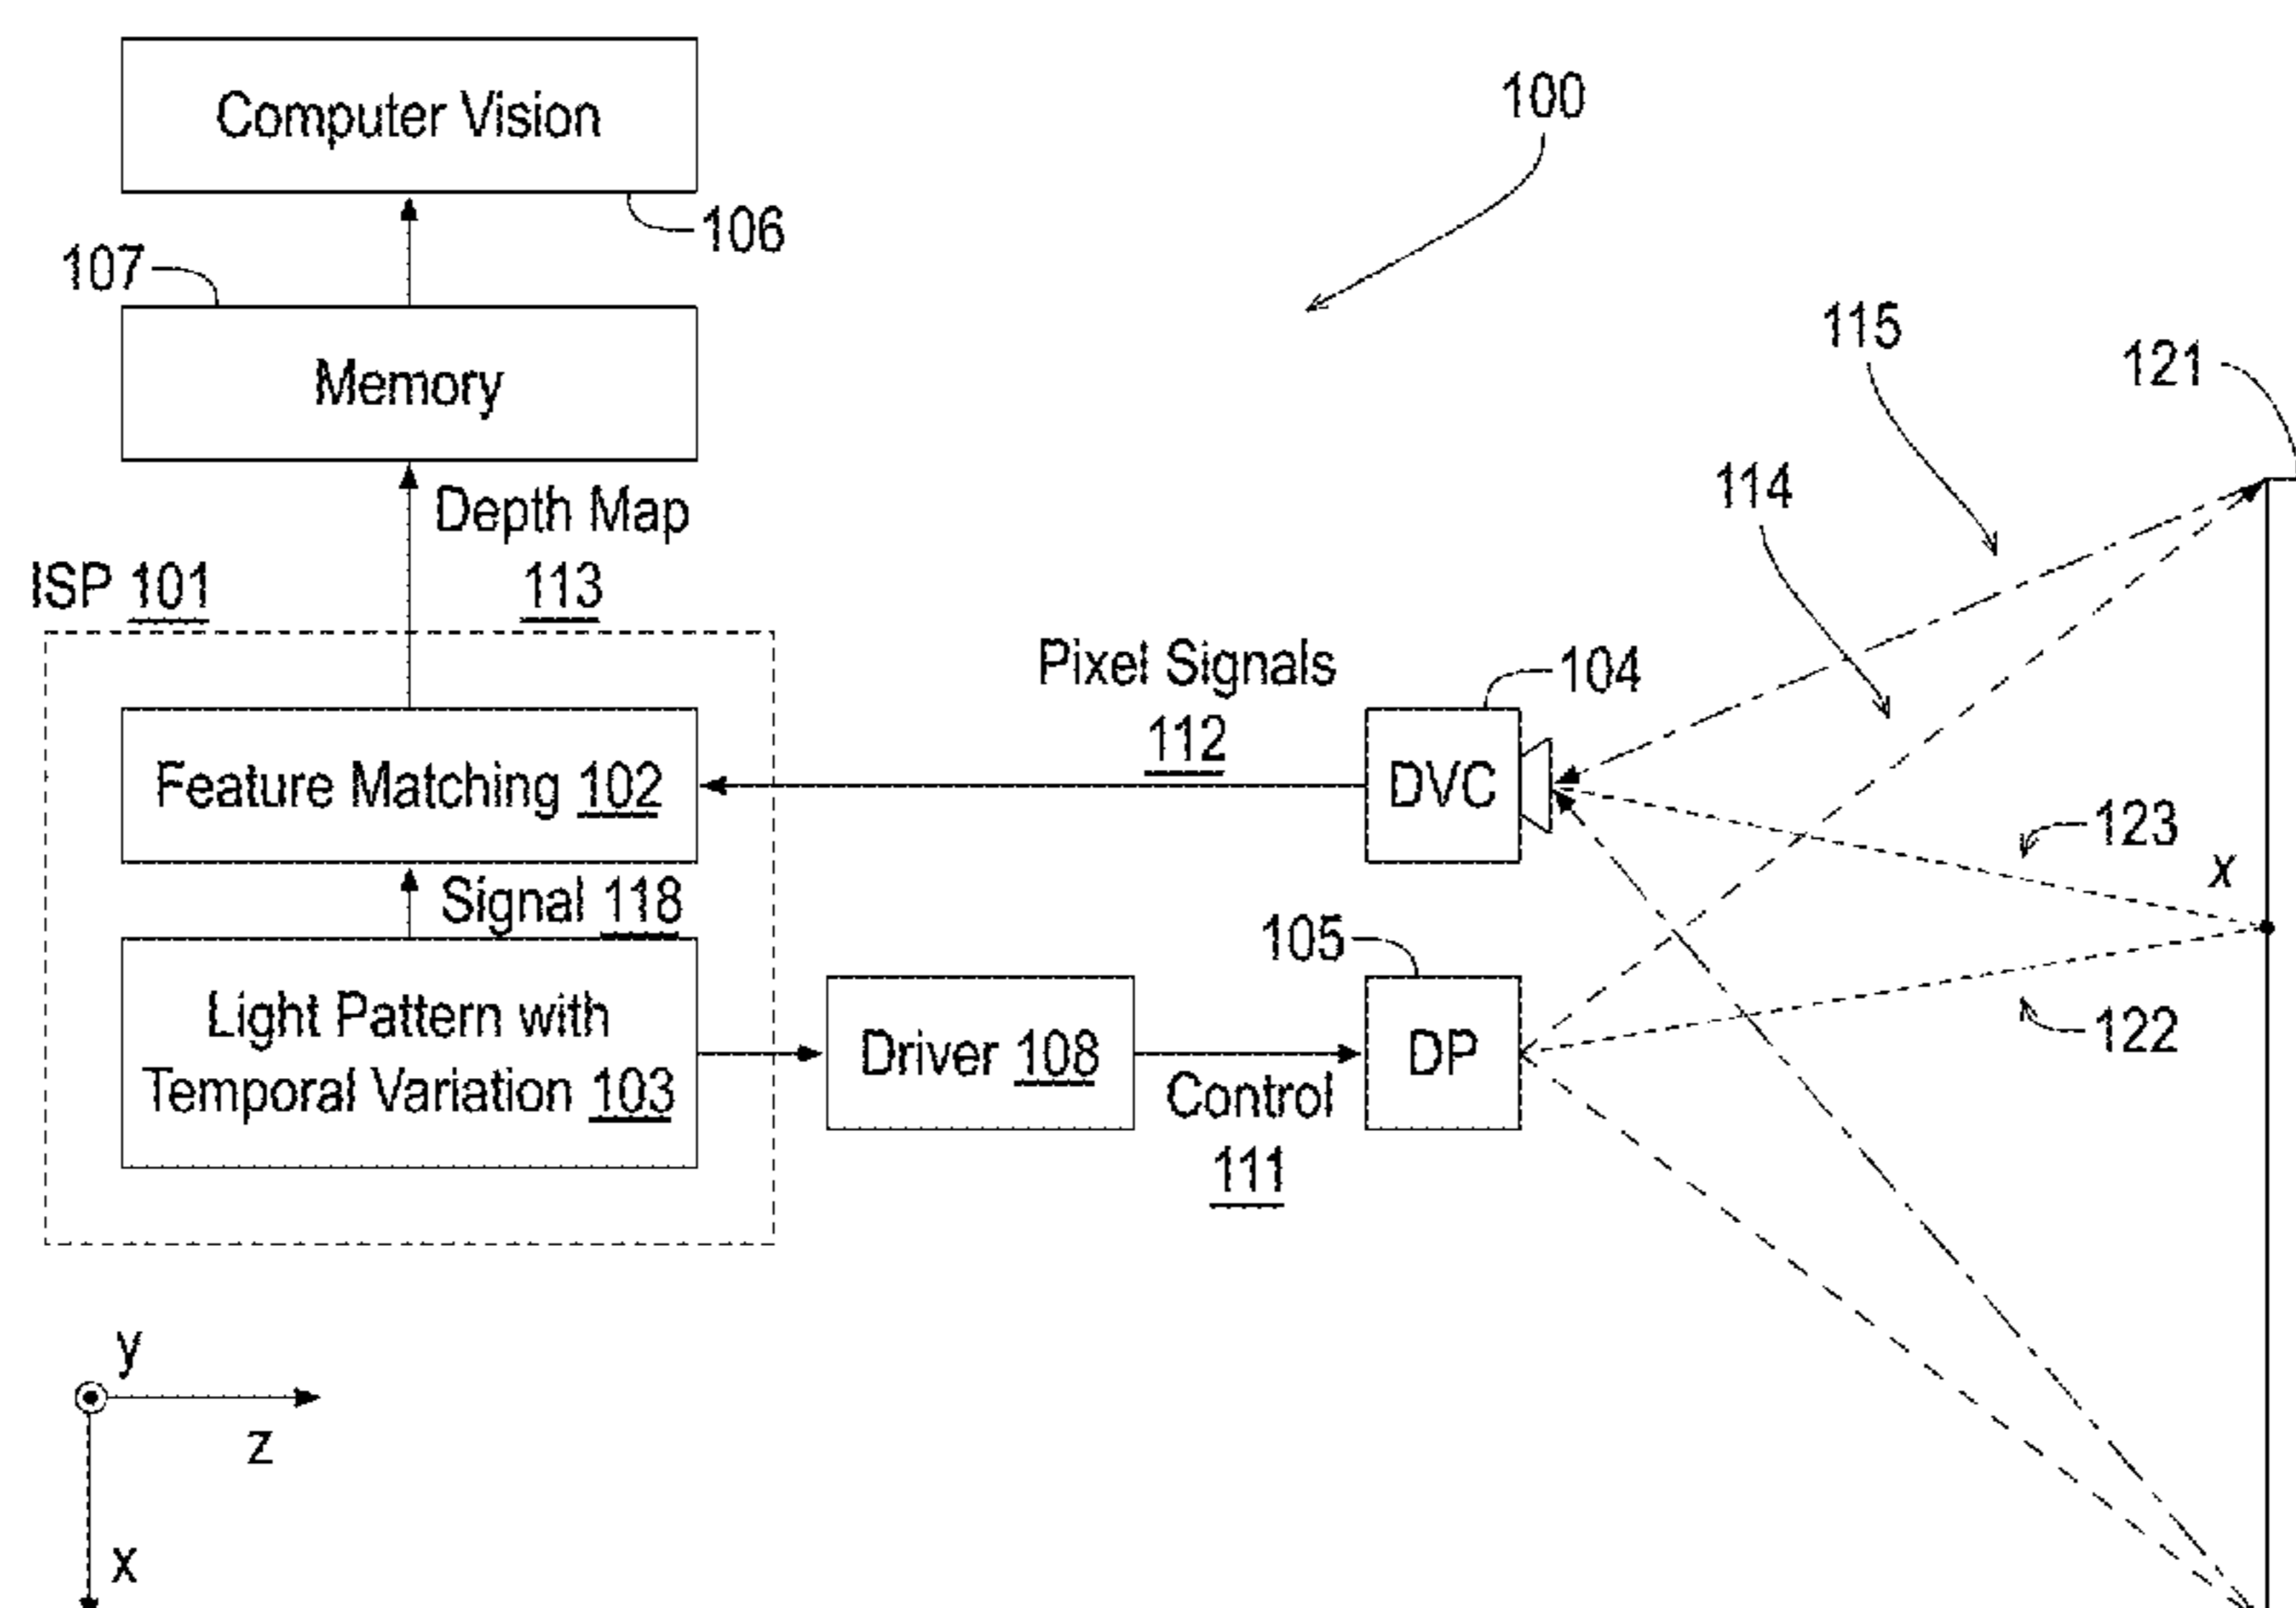 Computer Vision
100
106
107
115
121
Memory
114
Depth Map
113
ISP 101
Pixel Signals
112
104
Feature Matching 102
DVC
123
x
Signal 118
105
Light Pattern with
Temporal Variation 103
Driver 108
Control
111
DP
122
y
z
x